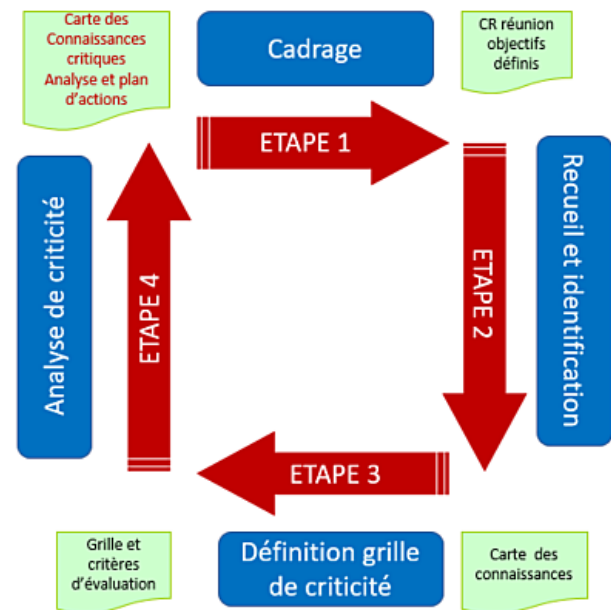 Carte des
Connaissances
critiques
Analyse et plan
d'actions
Cadrage
CR réunion
objectifs
définis
ETAPE 1
Recueil et identification
ETAPE 2
Analyse de criticité
ETAPE 4
ETAPE 3
Grille et
critères
d'évaluation
Définition grille
de criticité
Carte des
connaissances